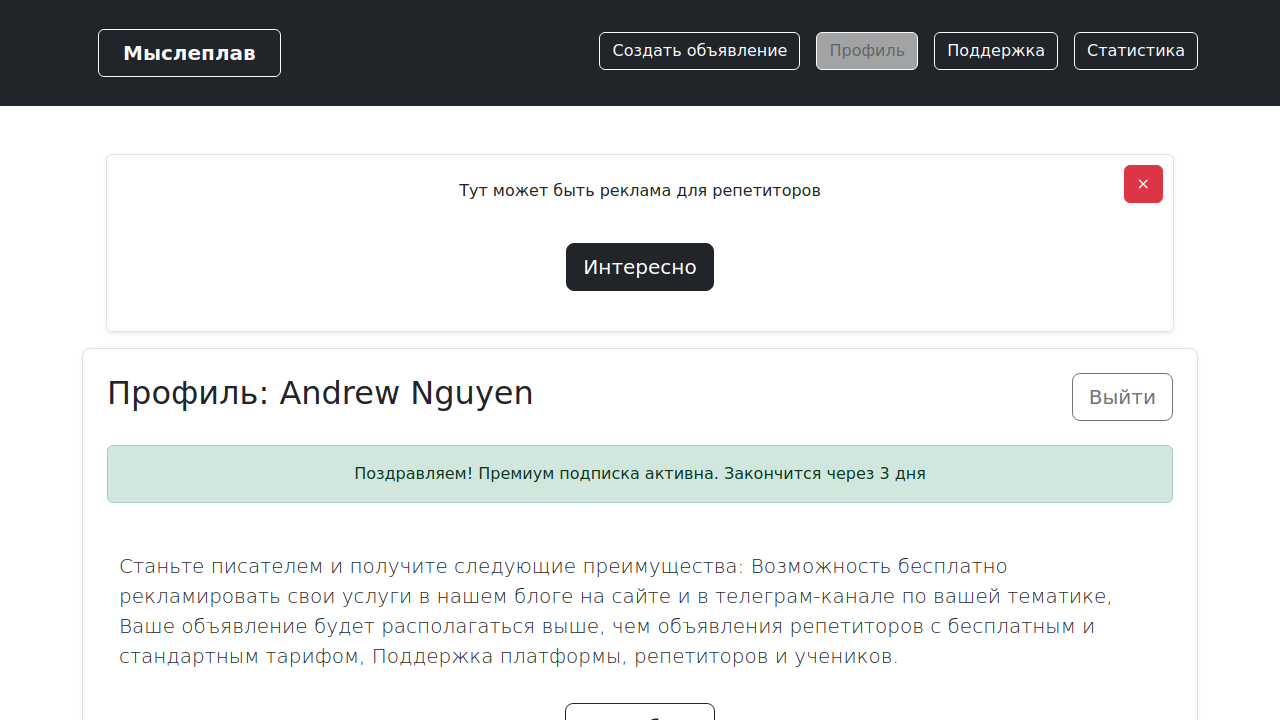 Мыслеплав
Создать объявление
Профиль
Поддержка
Статистика
Тут может быть реклама для репетиторов
×
Интересно
Профиль: Andrew Nguyen
Выйти
Поздравляем! Премиум подписка активна. Закончится через 3 дня
Станьте писателем и получите следующие преимущества: Возможность бесплатно
рекламировать свои услуги в нашем блоге на сайте и в телеграм-канале по вашей тематике,
Ваше объявление будет располагаться выше, чем объявления репетиторов с бесплатным и
стандартным тарифом, Поддержка платформы, репетиторов и учеников.